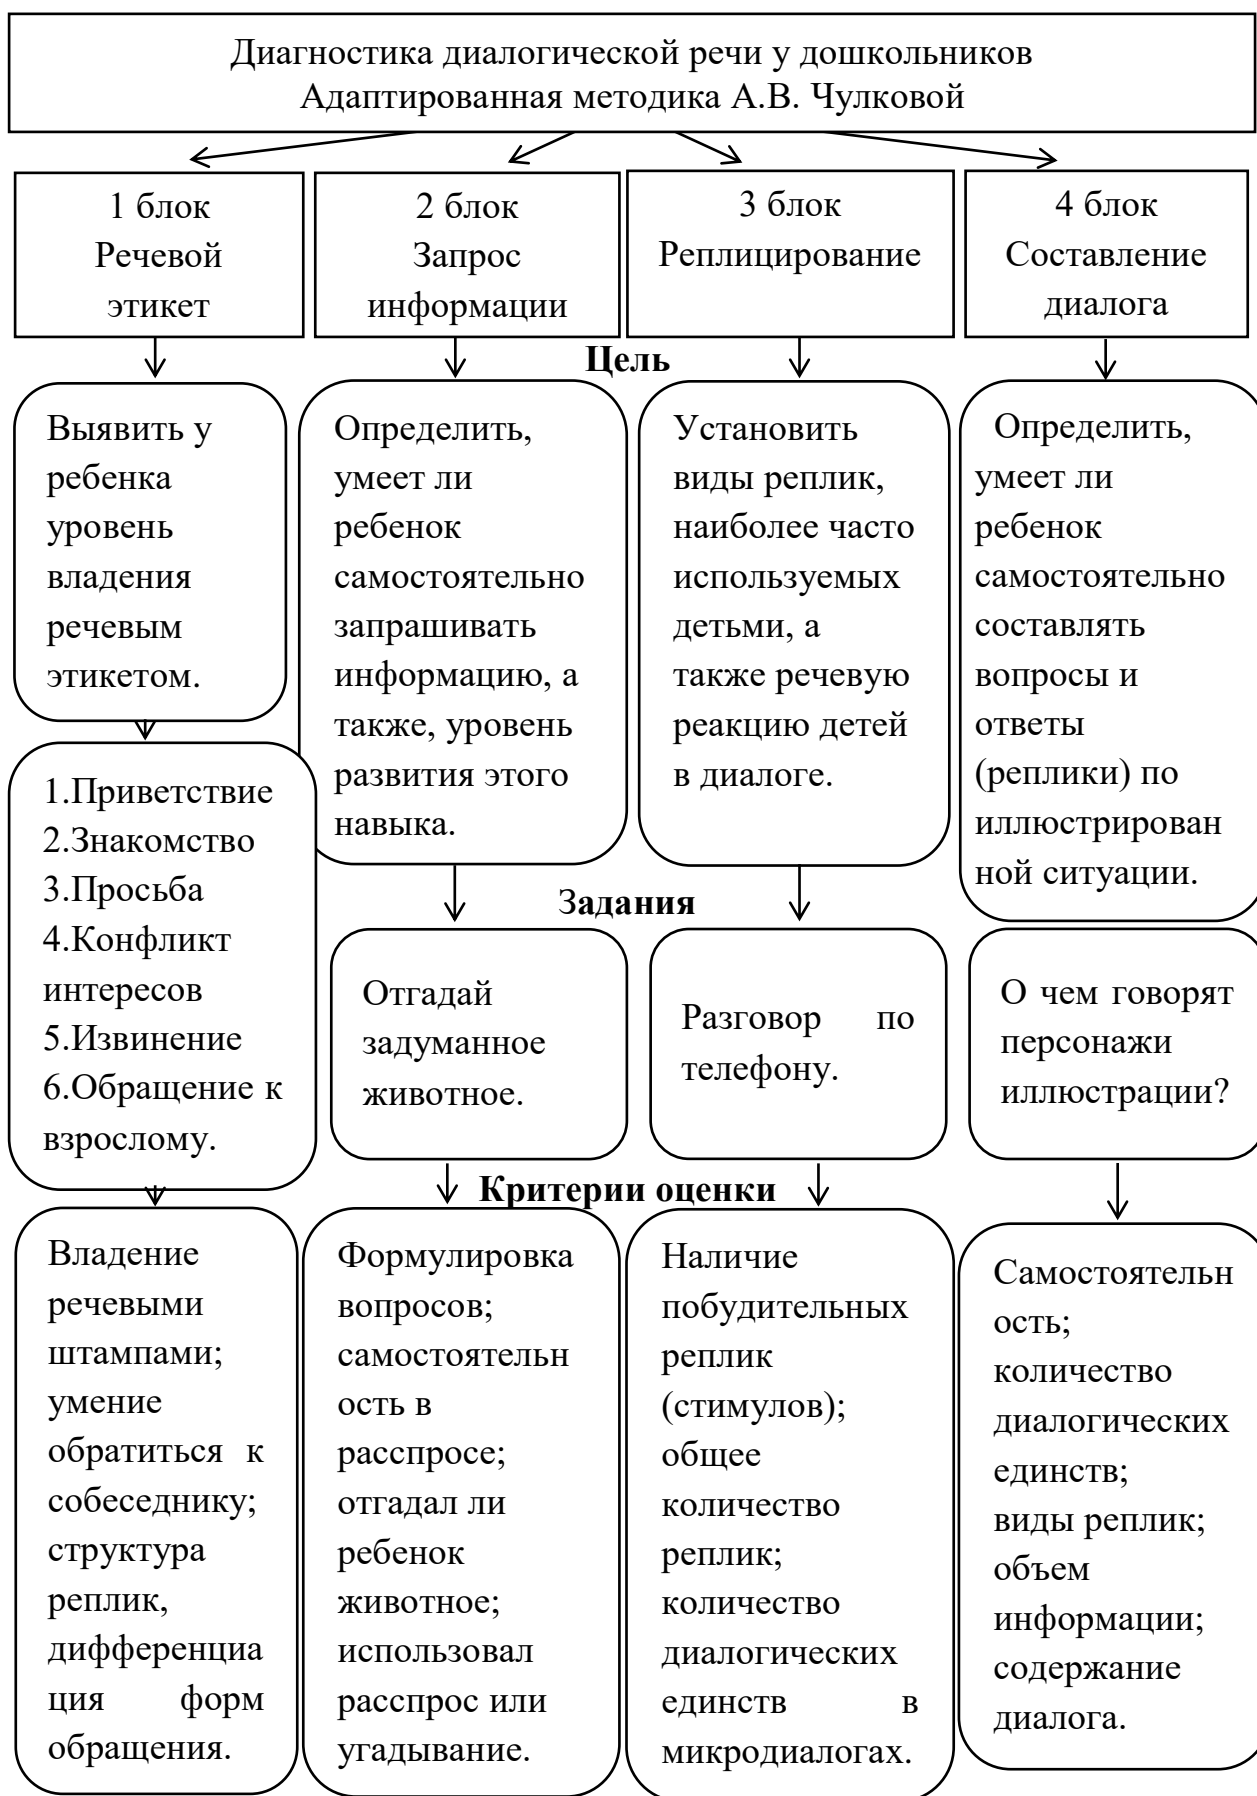 Диагностика диалогической речи у дошкольников
Адаптированная методика А.В. Чулковой
1 блок
Речевой
этикет
2 блок
Запрос
информации
3 блок
Реплицирование
4 блок
Составление
диалога
Цель
Выявить у
ребенка
уровень
владения
речевым
этикетом.
Определить,
умеет ли
ребенок
самостоятельно
запрашивать
информацию, а
также, уровень
развития этого
навыка.
Установить
виды реплик,
наиболее часто
используемых
детьми, а
также речевую
реакцию детей
в диалоге.
Определить,
умеет ли
ребенок
самостоятельно
составлять
вопросы и
ответы
(реплики) по
иллюстрирован
ной ситуации.
Задания
1.Приветствие
2.Знакомство
3.Просьба
4.Конфликт
интересов
5.Извинение
6.Обращение к
взрослому.
Отгадай
задуманное
животное.
Разговор по
телефону.
О чем говорят
персонажи
иллюстрации?
Критерии оценки
Владение
речевыми
штампами;
умение
обратиться к
собеседнику;
структура
реплик,
дифференциа
ция форм
обращения.
Формулировка
вопросов;
самостоятельн
ость в
расспросе;
отгадал ли
ребенок
животное;
использовал
расспрос или
угадывание.
Наличие
побудительных
реплик
(стимулов);
общее
количество
реплик;
количество
диалогических
единств в
микродиалогах.
Самостоятельн
ость;
количество
диалогических
единств;
виды реплик;
объем
информации;
содержание
диалога.